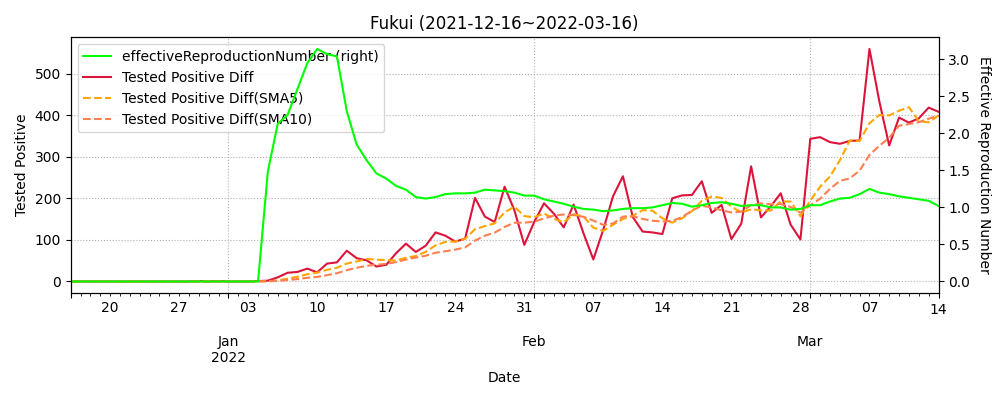 Fukui (2021-12-16~2022-03-16)
effectiveReproductionNumber (right)
Tested Positive Diff
Tested Positive Diff(SMA5)
Tested Positive Diff(SMA10)
Tested Positive
500
400
300
200
100
0
Effective Reproduction Number
3.0
2.5
2.0
1.5
1.0
0.5
0.0
20 27 03 10 17 24 31 07 14 21 28 07 14
Jan Feb Mar
2022
Date